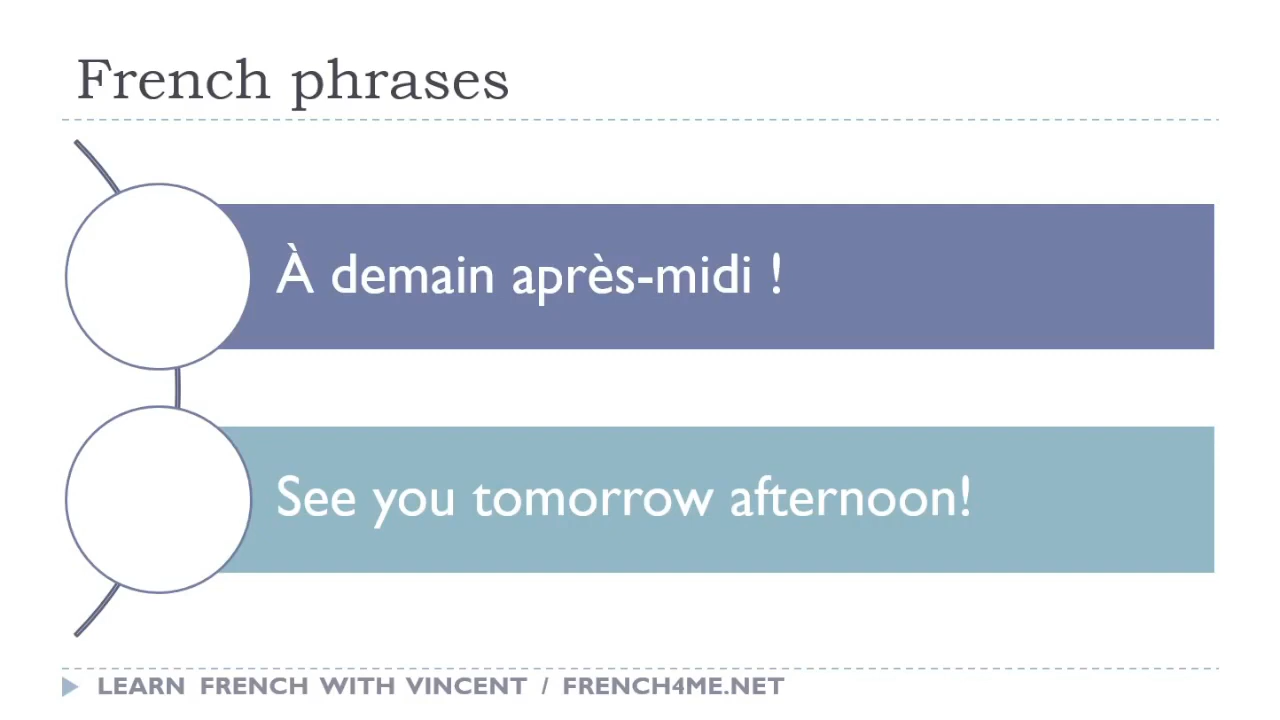 French phrases
À demain après-midi !
See you tomorrow afternoon!
LEARN FRENCH WITH VINCENT / FRENCH4ME.NET